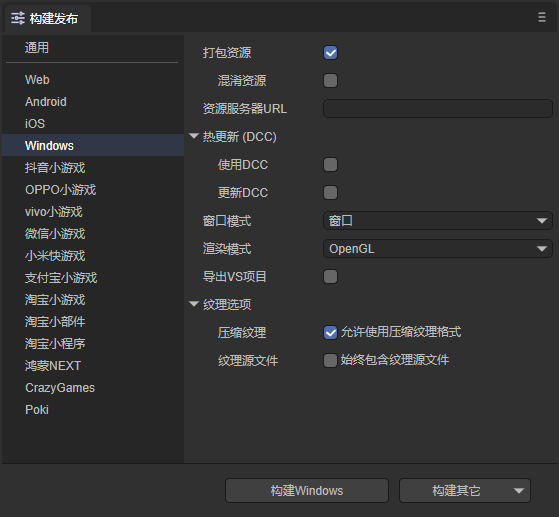 构建发布
通用
Web
Android
iOS
Windows
抖音小游戏
OPPO小游戏
vivo小游戏
微信小游戏
小米快游戏
支付宝小游戏
淘宝小游戏
淘宝小部件
淘宝小程序
鸿蒙NEXT
CrazyGames
Poki
打包资源
混淆资源
资源服务器URL
热更新 (DCC)
使用DCC
更新DCC
窗口模式 窗口
渲染模式 OpenGL
导出VS项目
纹理选项
压缩纹理 允许使用压缩纹理格式
纹理源文件 始终包含纹理源文件
构建Windows 构建其它